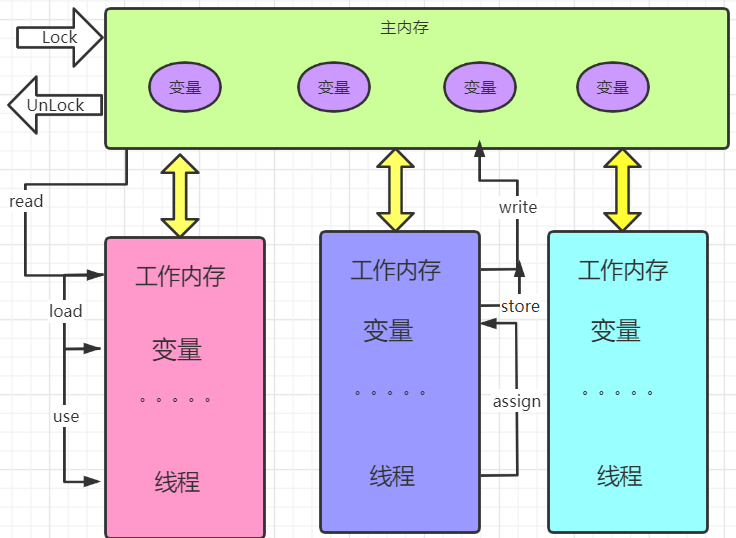 Lock
主内存
变量
变量
变量
变量
UnLock
read
write
工作内存
工作内存
工作内存
load
store
变量
变量
变量
。。。。。
。。。。。
。。。。。
use
assign
线程
线程
线程